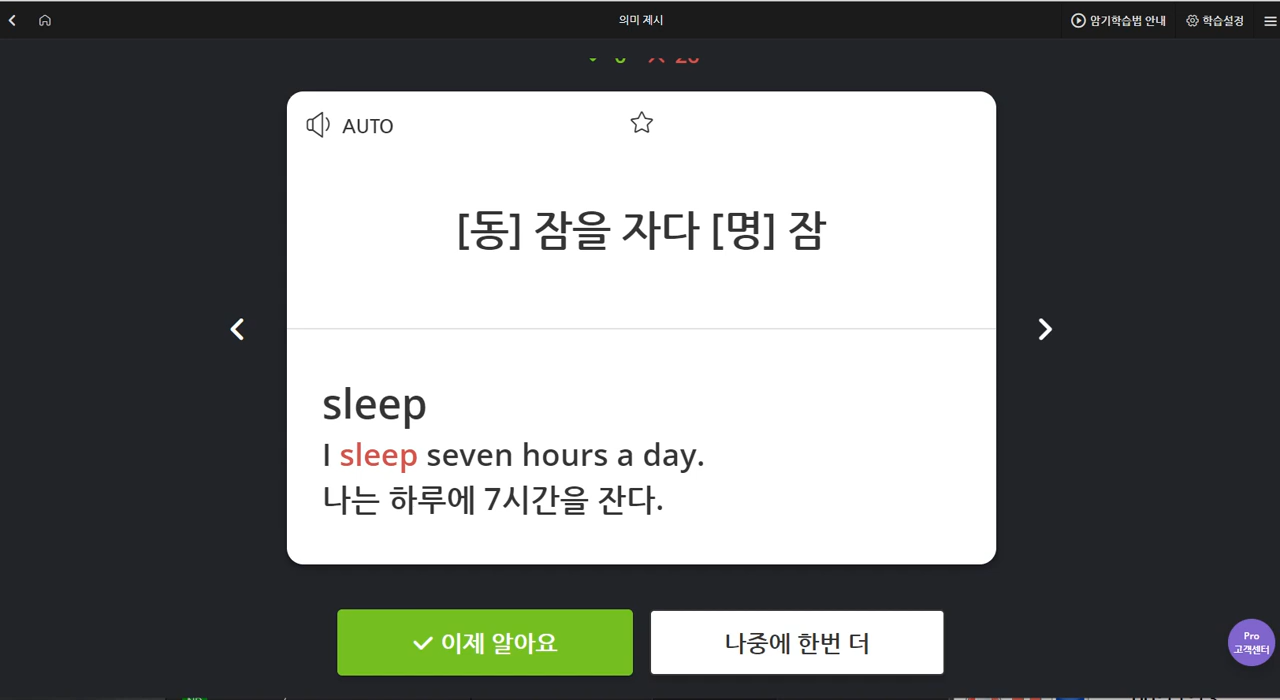 의미 제시
암기학습법 안내
학습설정
AUTO
[동] 잠을 자다 [명] 잠
sleep
I sleep seven hours a day.
나는 하루에 7시간을 잔다.
이제 알아요
나중에 한번 더
Pro
고객센터